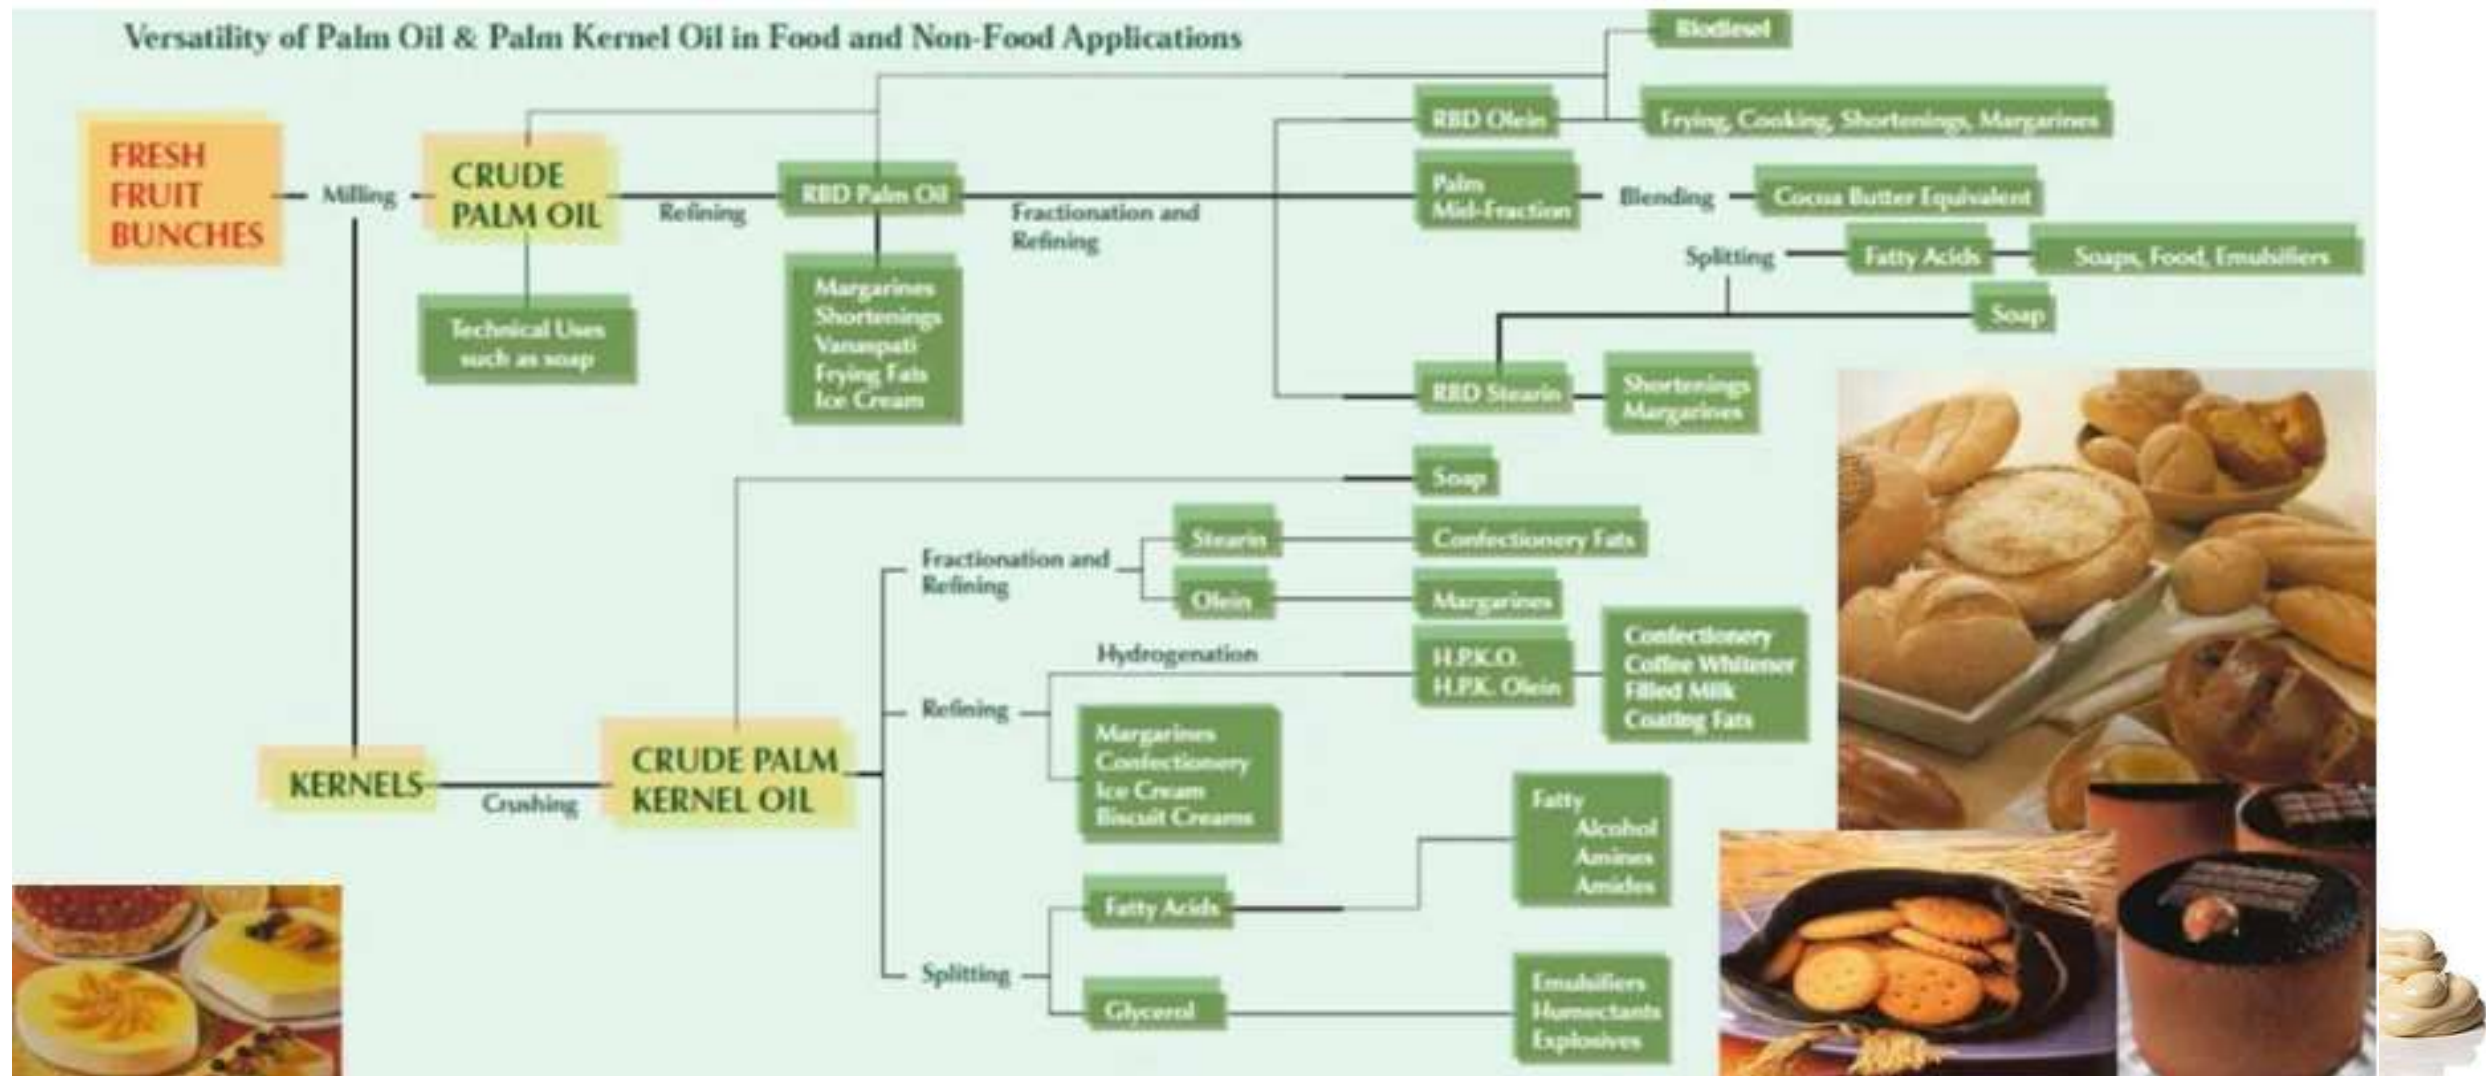 Versatility of Palm Oil & Palm Kernel Oil in Food and Non-Food Applications
Biodiesel
RBD Olein
Frying, Cooking, Shortenings, Margarines
FRESH
FRUIT
BUNCHES
Milling
CRUDE
PALM OIL
Refining
RBD Palm Oil
Fractionation and
Refining
Palm
Mid-Fraction
Blending
Cocoa Butter Equivalent
Splitting
Fatty Acids
Soaps, Food, Emulsifiers
Soap
Technical Uses
such as soap
Margarines
Shortenings
Vanaspati
Frying Fats
Ice Cream
RBD Stearin
Shortenings
Margarines
Soap
Fractionation and
Refining
Stearin
Confectionery Fats
Olein
Margarines
Hydrogenation
H.P.K.O.
H.P.K. Olein
Confectionery
Coffee Whitener
Filled Milk
Coating Fats
Refining
Margarines
Confectionery
Ice Cream
Biscuit Creams
KERNELS
Crushing
CRUDE PALM
KERNEL OIL
Fatty
Alcohol
Amines
Amides
Fatty Acids
Splitting
Glycerol
Emulsifiers
Humectants
Explosives